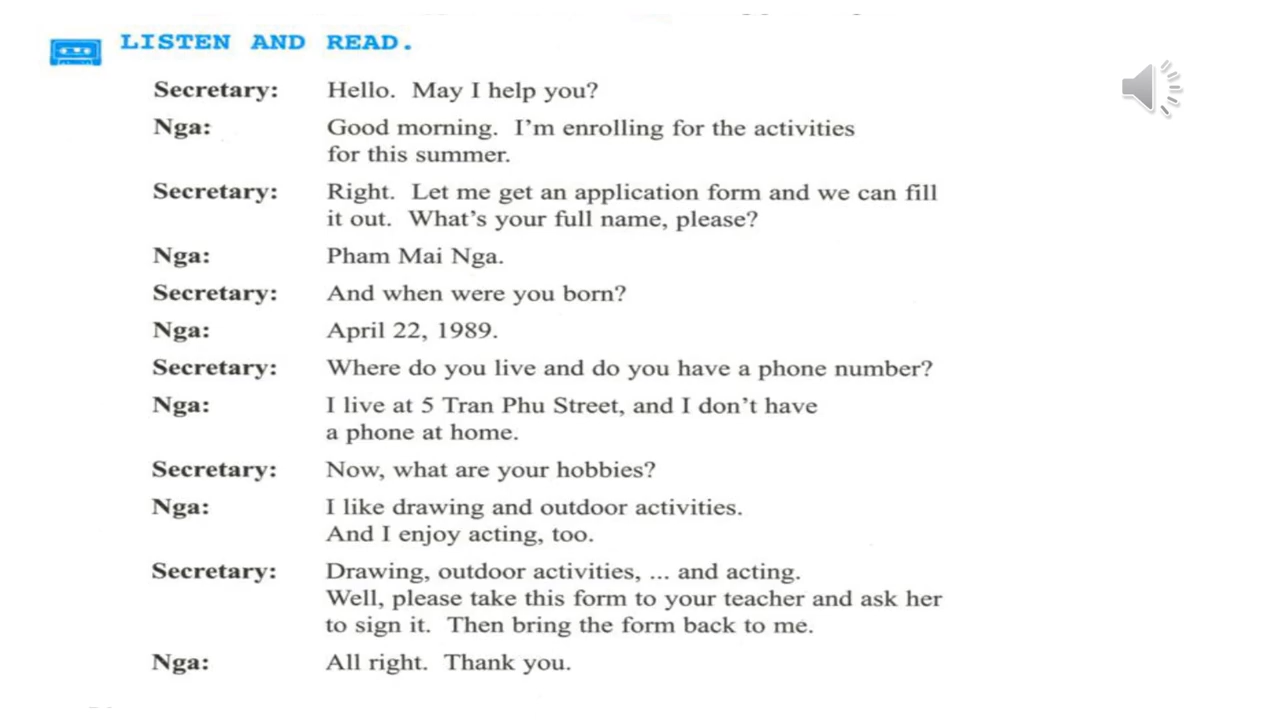 LISTEN AND READ.
Secretary: Hello. May I help you?
Nga: Good morning. I'm enrolling for the activities
for this summer.
Secretary: Right. Let me get an application form and we can fill
it out. What's your full name, please?
Nga: Pham Mai Nga.
Secretary: And when were you born?
Nga: April 22, 1989.
Secretary: Where do you live and do you have a phone number?
Nga: I live at 5 Tran Phu Street, and I don't have
a phone at home.
Secretary: Now, what are your hobbies?
Nga: I like drawing and outdoor activities.
And I enjoy acting, too.
Secretary: Drawing, outdoor activities, ... and acting.
Well, please take this form to your teacher and ask her
to sign it. Then bring the form back to me.
Nga: All right. Thank you.